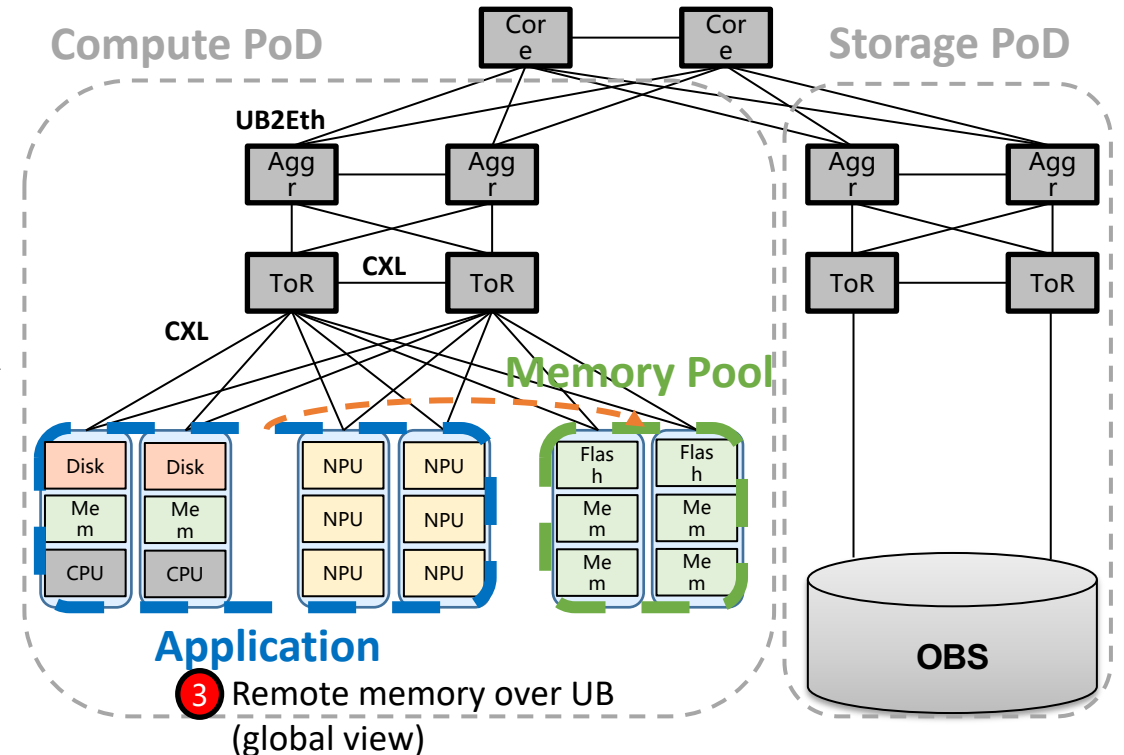 Compute PoD
Cor
e
Cor
e
Storage PoD
UB2Eth
Agg
r
Agg
r
Agg
r
Agg
r
ToR
CXL
ToR
ToR
ToR
CXL
Memory Pool
Disk
Disk
NPU
NPU
Flas
h
Flas
h
Me
m
Me
m
NPU
NPU
Me
m
Me
m
CPU
CPU
NPU
NPU
Me
m
Me
m
Application
OBS
3 Remote memory over UB
(global view)